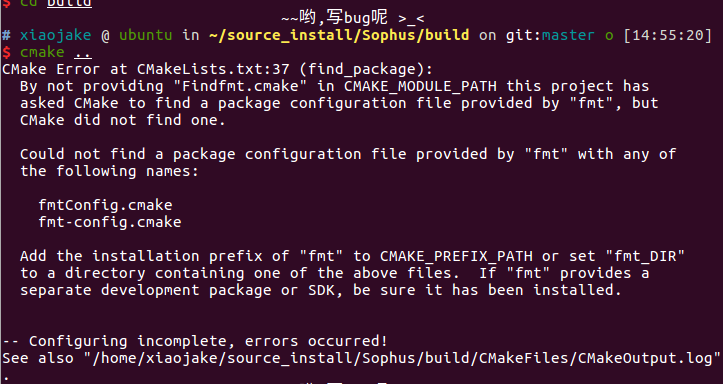 $ cd build
~~哟,写bug呢 >_<
# xiaojake @ ubuntu in ~/source_install/Sophus/build on git:master o [14:55:20]
$ cmake ..
CMake Error at CMakeLists.txt:37 (find_package):
By not providing "Findfmt.cmake" in CMAKE_MODULE_PATH this project has
asked CMake to find a package configuration file provided by "fmt", but
CMake did not find one.
Could not find a package configuration file provided by "fmt" with any of
the following names:
fmtConfig.cmake
fmt-config.cmake
Add the installation prefix of "fmt" to CMAKE_PREFIX_PATH or set "fmt_DIR"
to a directory containing one of the above files.  If "fmt" provides a
separate development package or SDK, be sure it has been installed.
-- Configuring incomplete, errors occurred!
See also "/home/xiaojake/source_install/Sophus/build/CMakeFiles/CMakeOutput.log"
.